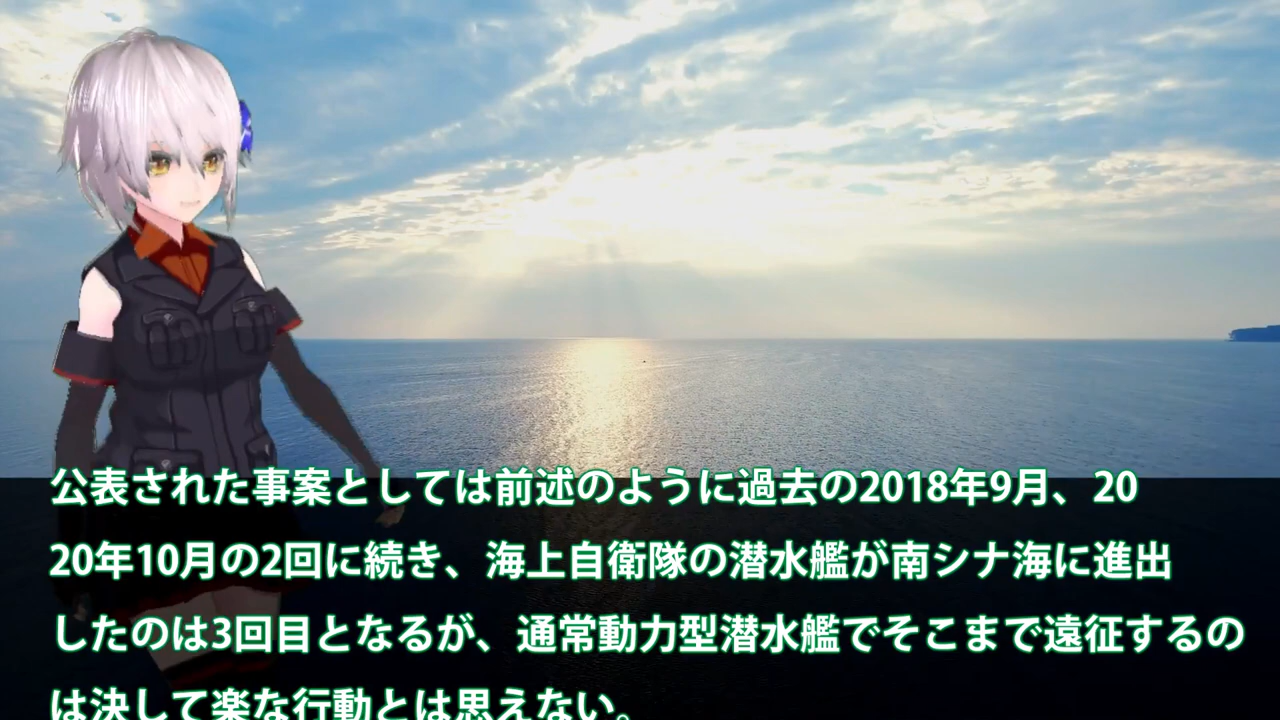 公表された事案としては前述のように過去の2018年9月、20
20年10月の2回に続き、海上自衛隊の潜水艦が南シナ海に進出
したのは3回目となるが、通常動力型潜水艦でそこまで遠征するの
は決して楽な行動とは思えない。